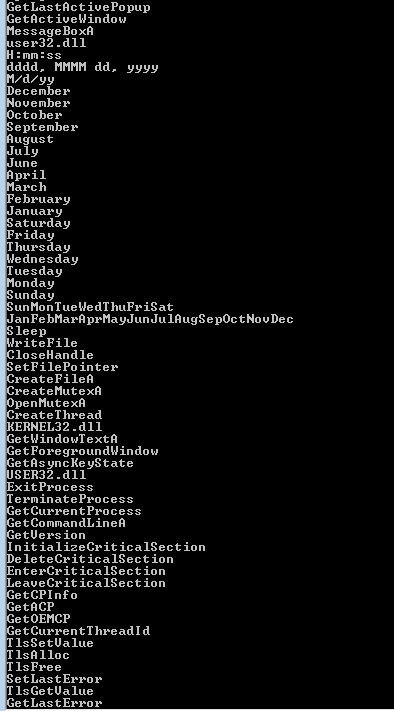 GetLastActivePopup
GetActiveWindow
MessageBoxA
user32.dll
H:mm:ss
dddd, MMMM dd, yyyy
M/d/yy
December
November
October
September
August
July
June
April
March
February
January
Saturday
Friday
Thursday
Wednesday
Tuesday
Monday
Sunday
SunMonTueWedThuFriSat
JanFebMarAprMayJunJulAugSepOctNovDec
Sleep
WriteFile
CloseHandle
SetFilePointer
CreateFileA
CreateMutexA
OpenMutexA
CreateThread
KERNEL32.dll
GetWindowTextA
GetForegroundWindow
GetAsyncKeyState
USER32.dll
ExitProcess
TerminateProcess
GetCurrentProcess
GetCommandLineA
GetVersion
InitializeCriticalSection
DeleteCriticalSection
EnterCriticalSection
LeaveCriticalSection
GetCPInfo
GetACP
GetOEMCP
GetCurrentThreadId
TlsSetValue
TlsAlloc
TlsFree
SetLastError
TlsGetValue
GetLastError